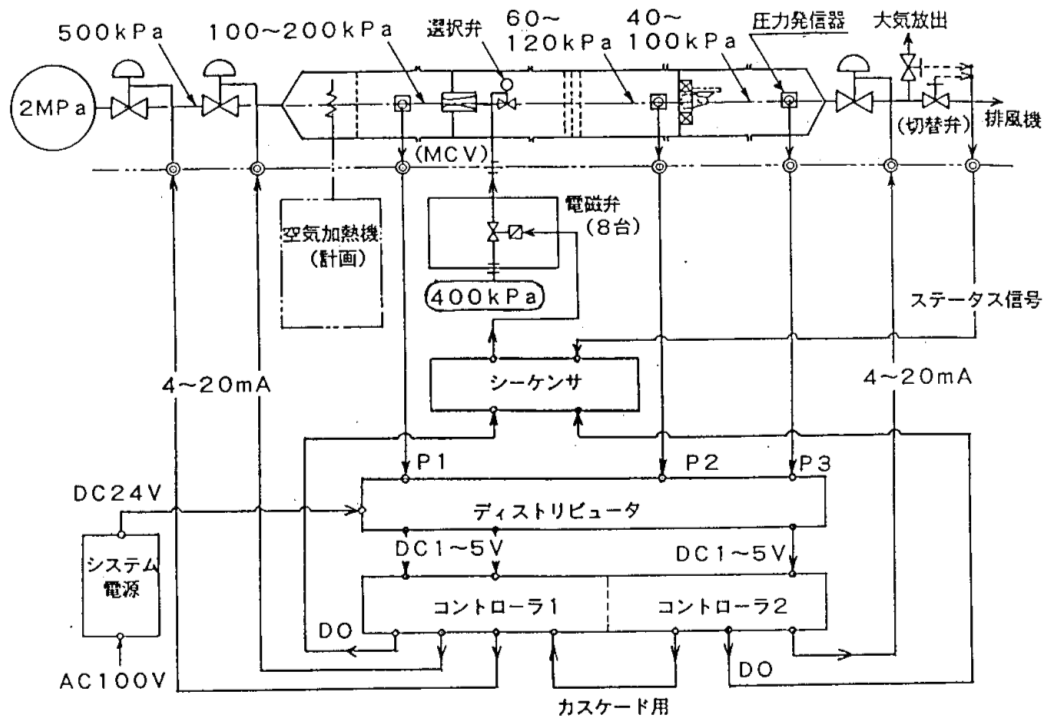 500kPa
100～200kPa
選択弁
60～
120kPa
40～
100kPa
圧力発信器
大気放出
2MPa
(切替弁)
排風機
(MCV)
空気加熱機
(計画)
電磁弁
(8台)
400kPa
ステータス信号
4～20mA
シーケンサ
4～20mA
P1
P2
P3
DC24V
ディストリビュータ
システム
電源
DC1～5V
DC1～5V
コントローラ1
コントローラ2
DO
DO
AC100V
カスケード用